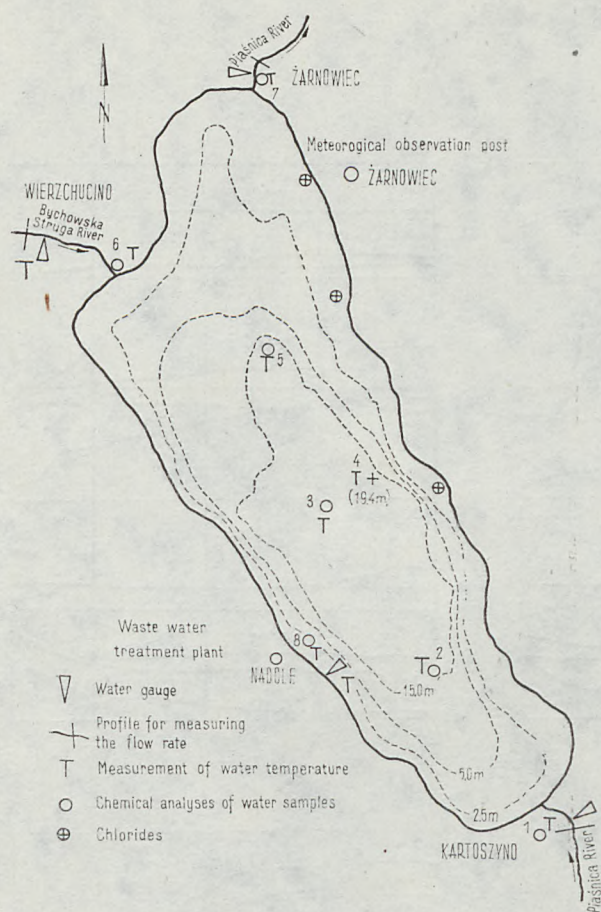 Piaśnica River
ŻARNOWIEC
7
N
Meteorogical observation post
ŻARNOWIEC
WIERZCHUCINO
Bychowska
Struga River
6
T
T
5
T
4
T
(19.4m)
3
T
Waste water
treatment plant
8
T
NADOLE
T
2
T
15.0m
Water gauge
Profile for measuring
the flow rate
5.0m
T Measurement of water temperature
Chemical analyses of water samples
2.5m
Chlorides
1
T
KARTOSZYNO
Piaśnica River